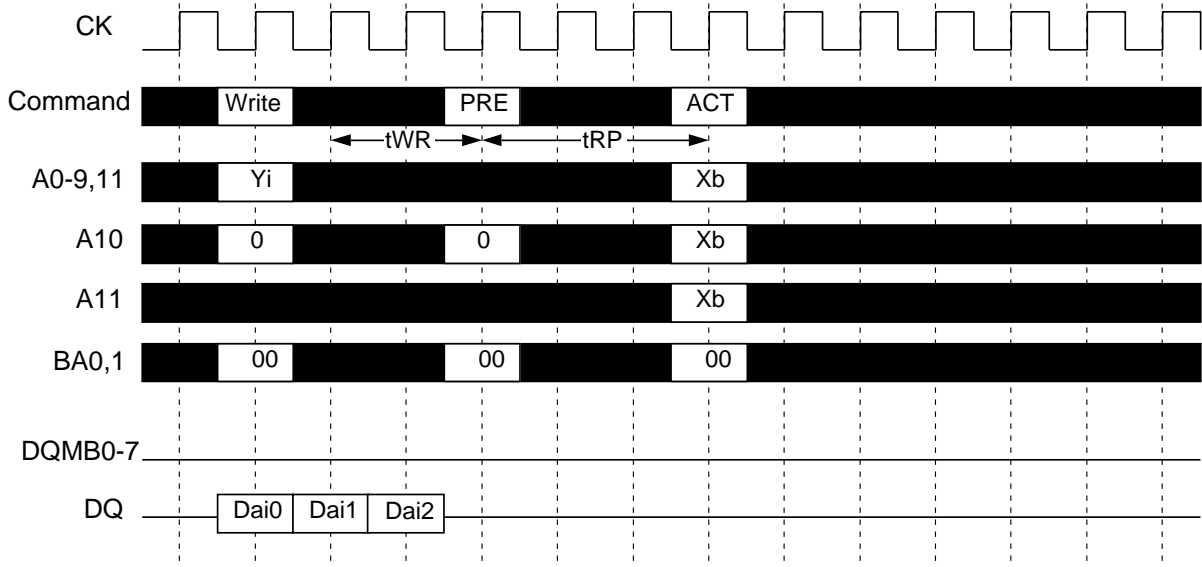 CK
Command Write PRE ACT
tWR tRP
A0-9,11 Yi Xb
A10 0 0 Xb
A11 Xb
BA0,1 00 00 00
DQMB0-7
DQ Dai0 Dai1 Dai2